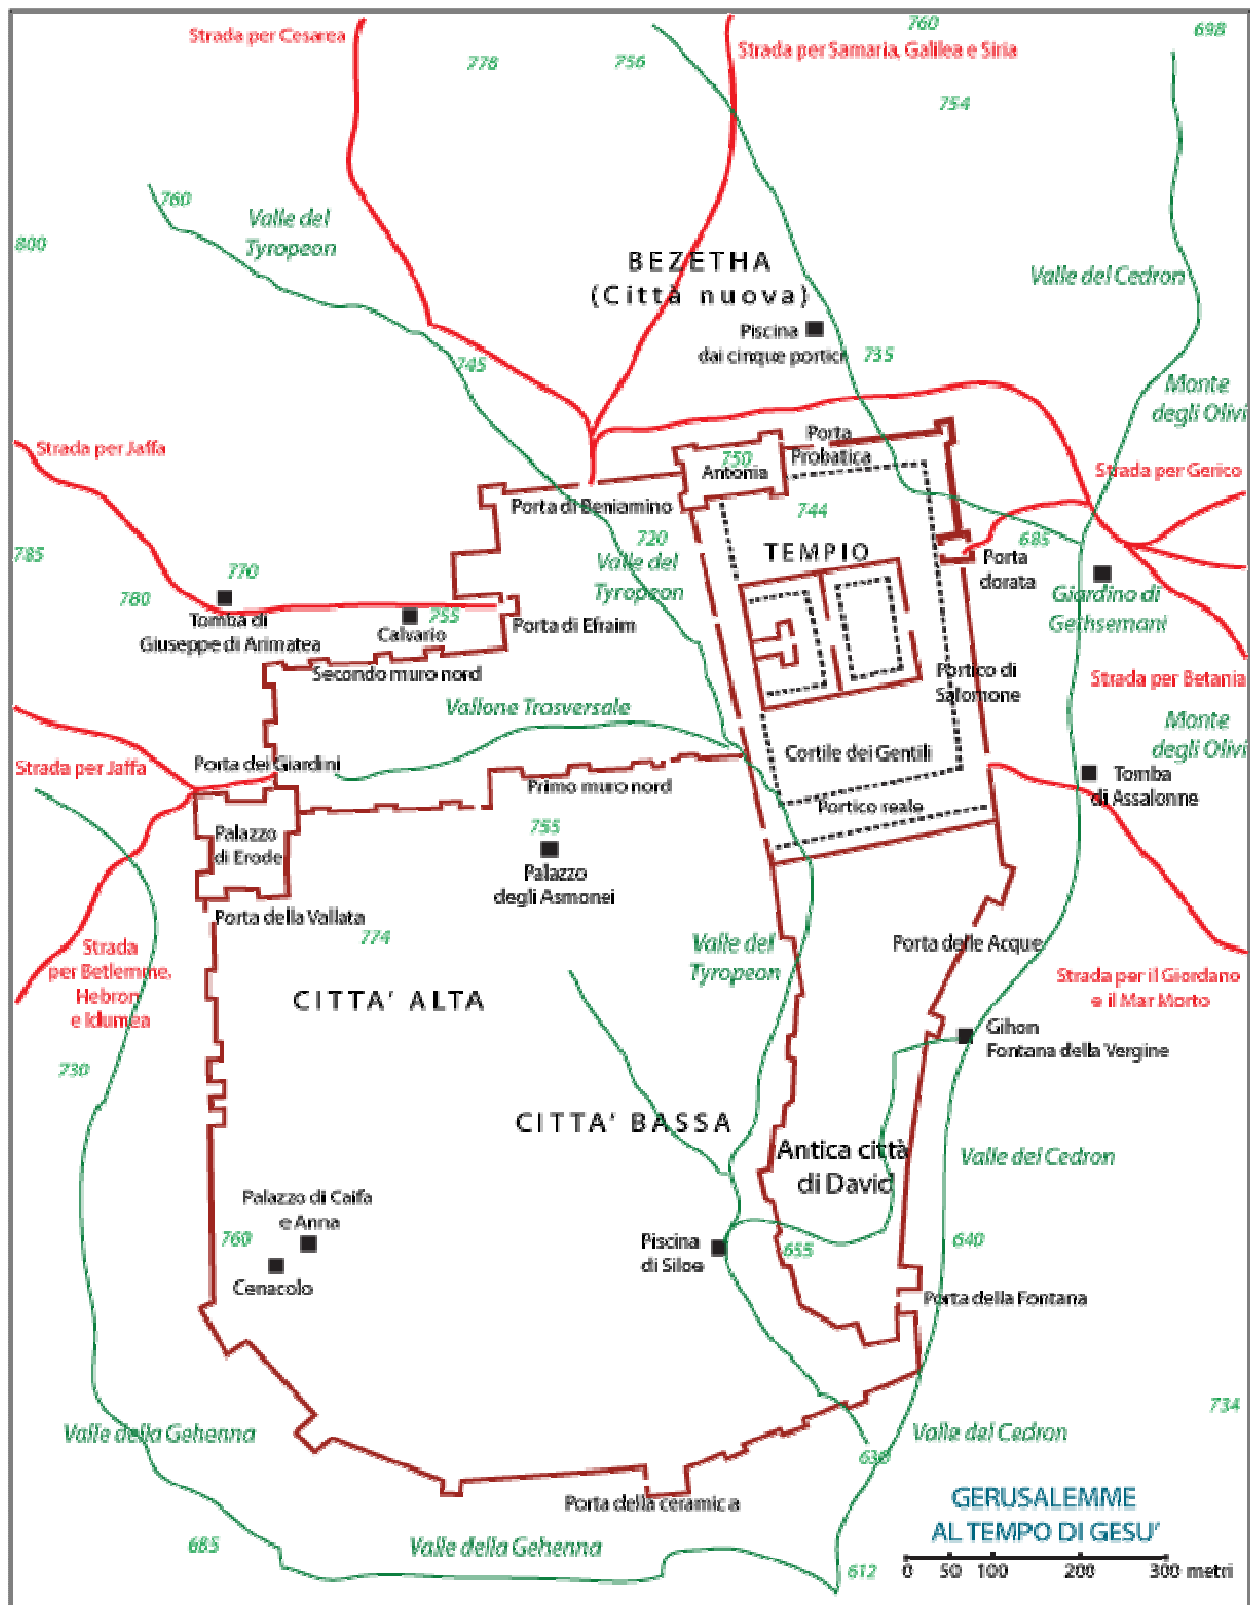 Strada per Cesarea
778
756
760
698
Strada per Samaria, Galilea e Siria
754
760
Valle del
Tyropeon
800
BEZETHA
(Città nuova)
Valle del Cedron
Piscina
dai cinque portici
735
745
Monte
degli Olivi
Strada per Jaffa
Porta
Probatica
750
Antonia
Strada per Gerico
Porta di Beniamino
744
720
685
785
Valle del
Tyropeon
TEMPIO
Porta
dorata
770
780
Giardino di
Gethsemani
Tomba di
Giuseppe di Arimatea
755
Calvario
Porta di Efraim
Secondo muro nord
Portico di
Salomone
Strada per Betania
Vallone Trasversale
Monte
degli Olivi
Cortile dei Gentili
Porta dei Giardini
Strada per Jaffa
Primo muro nord
Tomba
di Assalonne
Portico reale
755
Palazzo
di Erode
Palazzo
degli Asmonei
Porta della Vallata
774
Strada
per Betlemme,
Hebron
e Idumea
Valle del
Tyropeon
Porta delle Acque
Strada per il Giordano
e il Mar Morto
CITTA' ALTA
Gihon
Fontana della Vergine
730
CITTA' BASSA
Antica città
di David
Valle del Cedron
Palazzo di Caifa
e Anna
760
Cenacolo
Piscina
di Siloe
655
640
Porta della Fontana
734
Valle della Gehenna
Valle del Cedron
630
Porta della ceramica
GERUSALEMME
AL TEMPO DI GESU'
685
Valle della Gehenna
612
0 50 100 200 300 metri